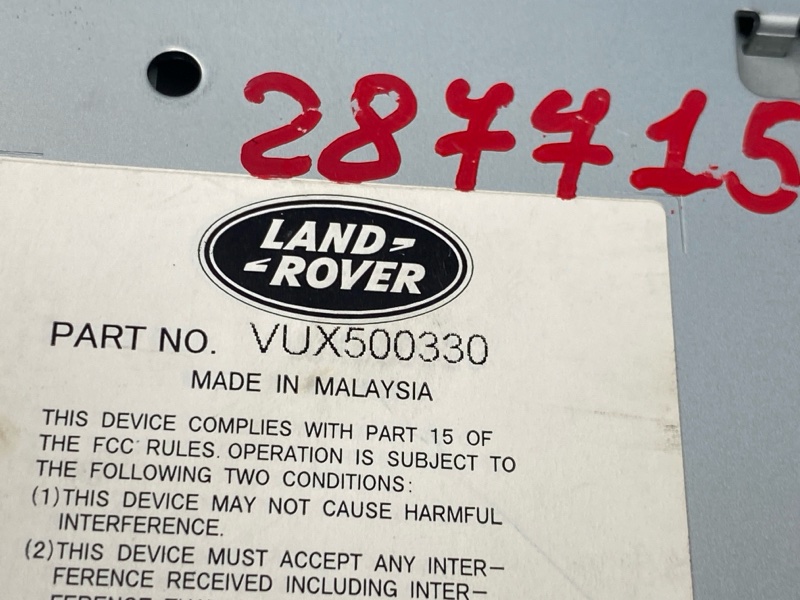 287715
LAND-
-ROVER
PART NO. VUX500330
MADE IN MALAYSIA
THIS DEVICE COMPLIES WITH PART 15 OF
THE FCC RULES. OPERATION IS SUBJECT TO
THE FOLLOWING TWO CONDITIONS:
(1)THIS DEVICE MAY NOT CAUSE HARMFUL
INTERFERENCE.
(2)THIS DEVICE MUST ACCEPT ANY INTER-
FERENCE RECEIVED INCLUDING INTER-